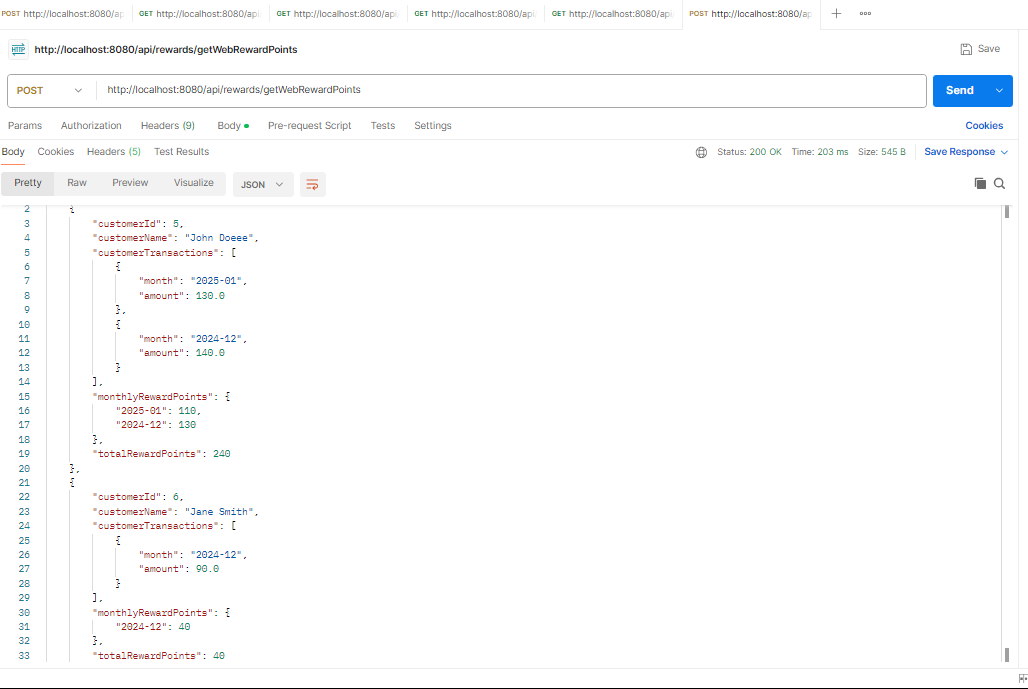 POST http://localhost:8080/ap GET http://localhost:8080/api. GET http://localhost:8080/api. GET http://localhost:8080/api. GET http://localhost:8080/api. POST http://localhost:8080/ap
HTTP http://localhost:8080/api/rewards/getWebRewardPoints Save
POST http://localhost:8080/api/rewards/getWebRewardPoints Send
Params Authorization Headers (9) Body Pre-request Script Tests Settings Cookies
Body Cookies Headers (5) Test Results Status: 200 OK Time: 203 ms Size: 545 B Save Response
Pretty Raw Preview Visualize JSON
2 {
3 "customerId": 5,
4 "customerName": "John Doeee",
5 "customerTransactions": [
6 {
7 "month": "2025-01",
8 "amount": 130.0
9 },
10 {
11 "month": "2024-12",
12 "amount": 140.0
13 }
14 ],
15 "monthlyRewardPoints": {
16 "2025-01": 110,
17 "2024-12": 130
18 },
19 "totalRewardPoints": 240
20 },
21 {
22 "customerId": 6,
23 "customerName": "Jane Smith",
24 "customerTransactions": [
25 {
26 "month": "2024-12",
27 "amount": 90.0
28 }
29 ],
30 "monthlyRewardPoints": {
31 "2024-12": 40
32 },
33 "totalRewardPoints": 40